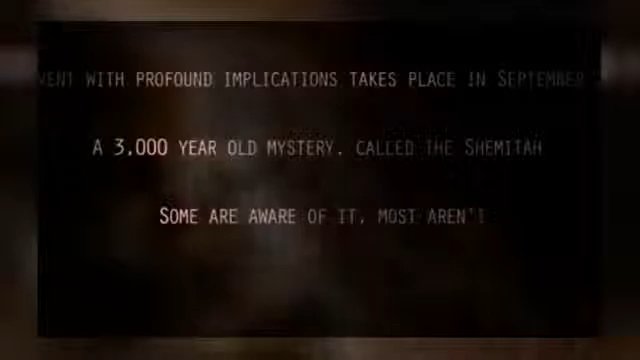 WITH PROFOUND IMPLICATIONS TAKES PLACE IN SEPTEMBER
A 3,000 YEAR OLD MYSTERY. CALLED THE SHEMITAH
SOME ARE AWARE OF IT. MOST AREN'T